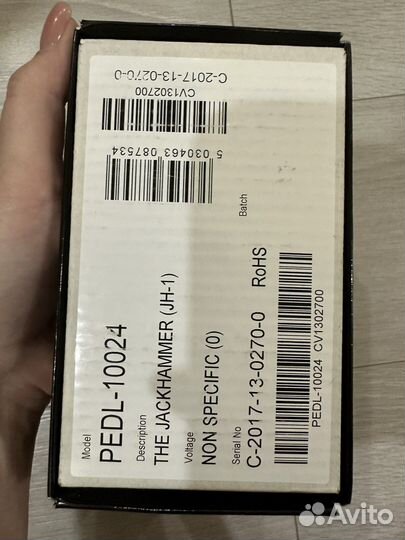 Model
PEDL-10024
Description
THE JACKHAMMER (JH-1)
Voltage
NON SPECIFIC (0)
Serial No
C-2017-13-0270-0 RoHS
PEDL-10024 CV1302700
Batch
5 030463 087534
CV13202700
C-2017-13-0270-0
Avito